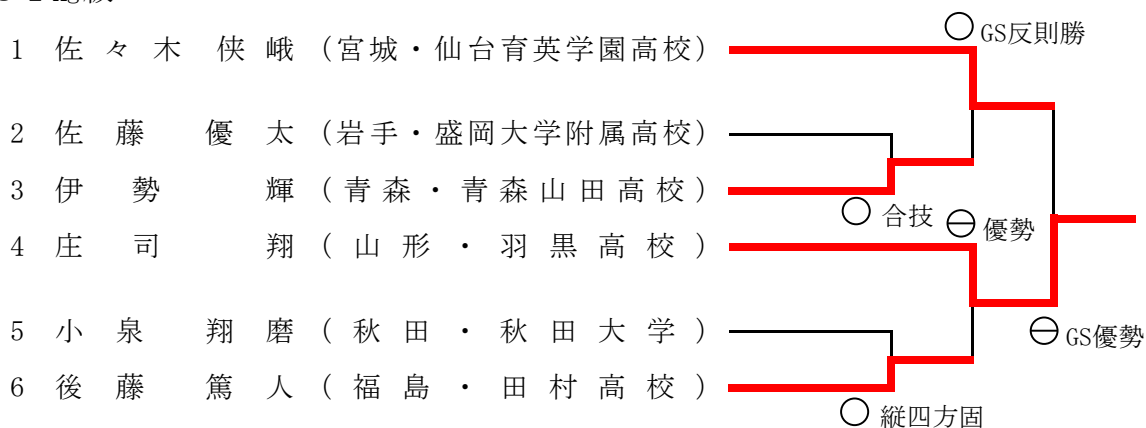 ○ GS反則勝
1 佐々木 侠峨 (宮城・仙台育英学園高校)
2 佐藤 優太 (岩手・盛岡大学附属高校)
3 伊勢 輝 (青森・青森山田高校)
○ 合技
⊖ 優勢
4 庄司 翔 (山形・羽黒高校)
5 小泉 翔磨 (秋田・秋田大学)
⊖ GS優勢
6 後藤 篤人 (福島・田村高校)
○ 縦四方固